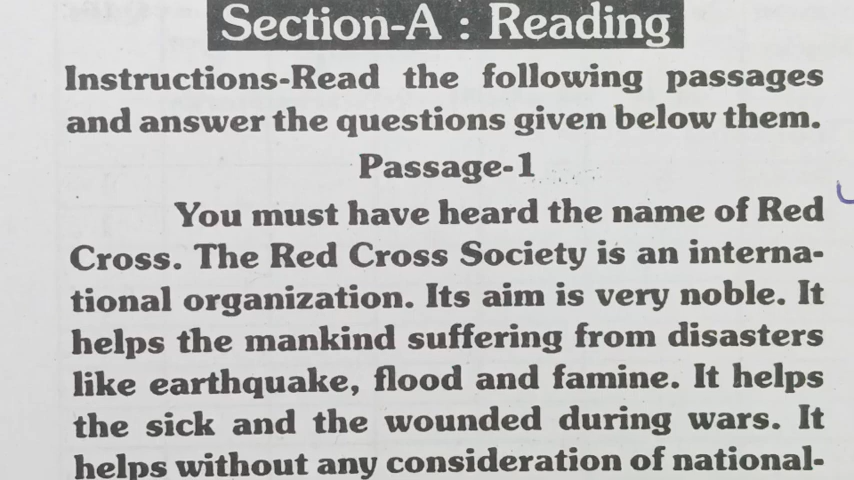 Section-A : Reading
Instructions-Read the following passages
and answer the questions given below them.
Passage-1
You must have heard the name of Red
Cross. The Red Cross Society is an interna-
tional organization. Its aim is very noble. It
helps the mankind suffering from disasters
like earthquake, flood and famine. It helps
the sick and the wounded during wars. It
helps without any consideration of national-